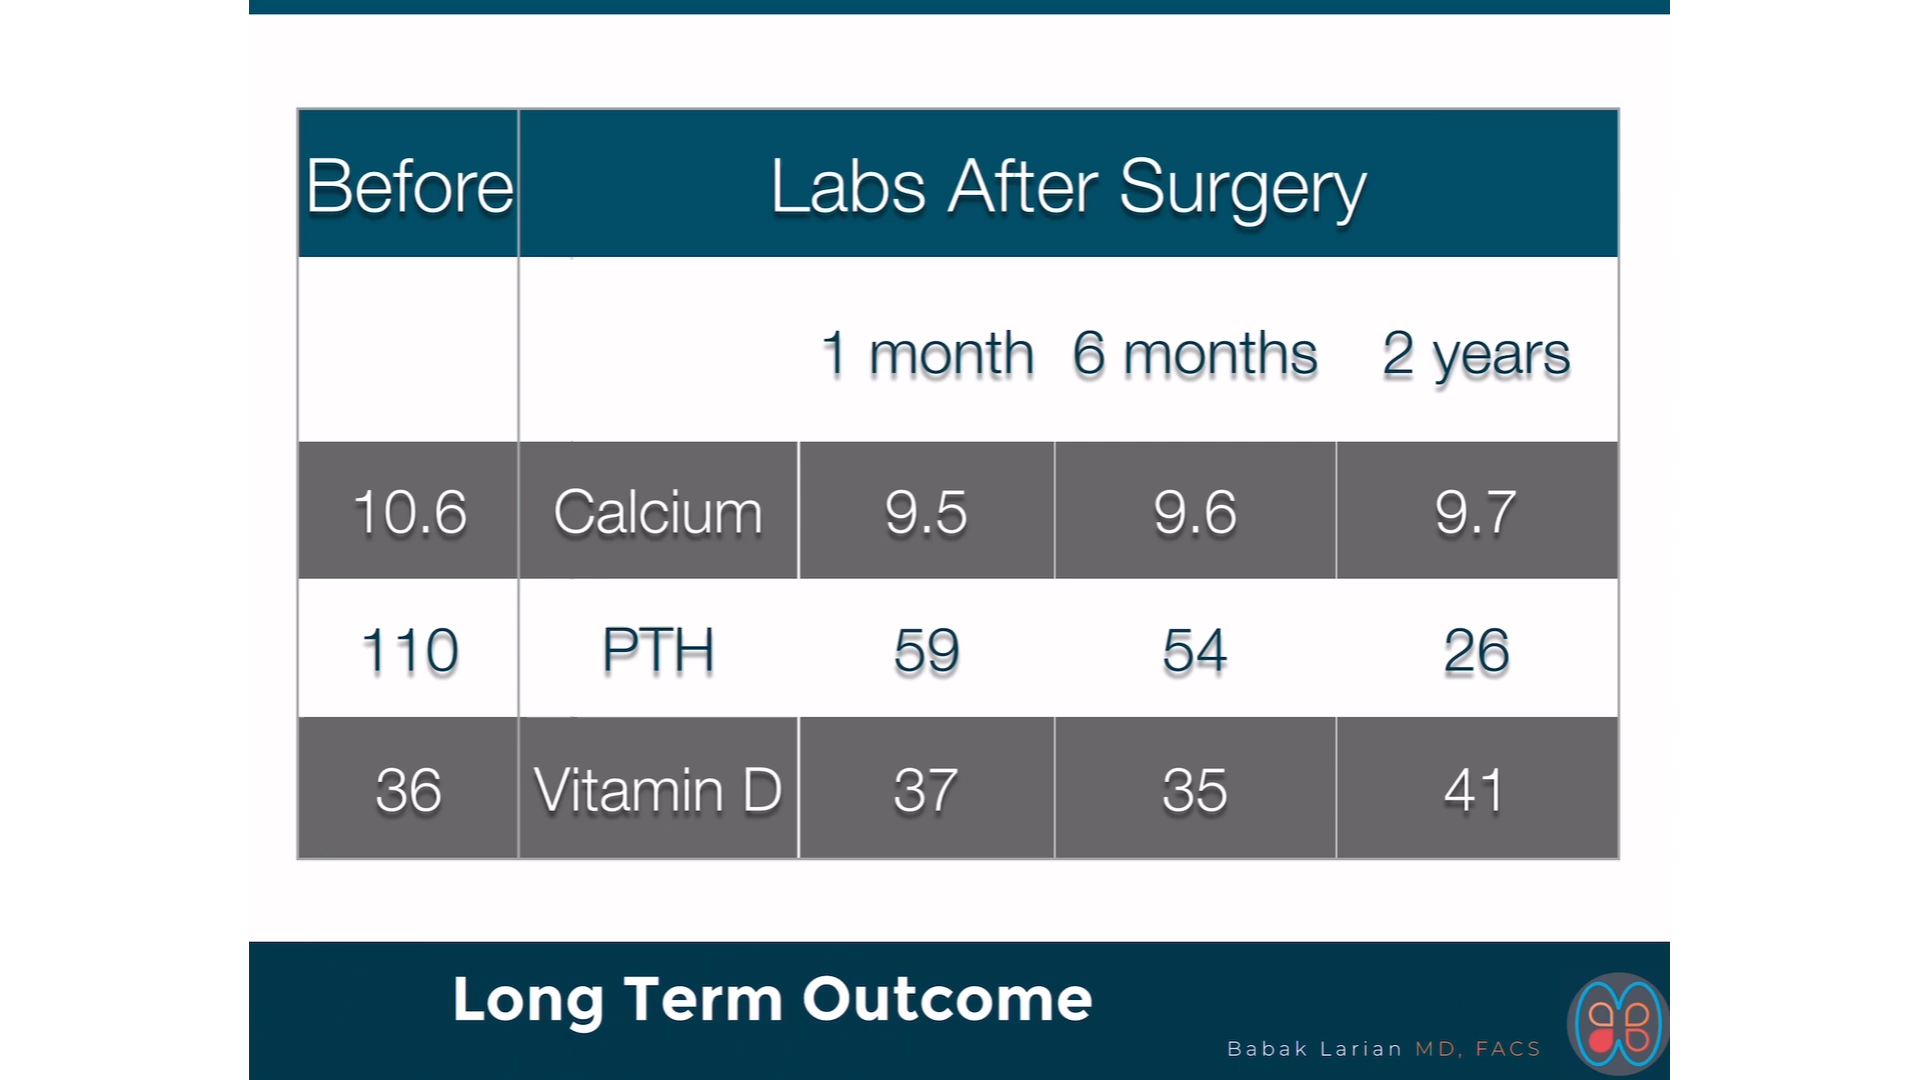 Before Labs After Surgery
1 month 6 months 2 years
10.6 Calcium 9.5 9.6 9.7
110 PTH 59 54 26
36 Vitamin D 37 35 41
Long Term Outcome
Babak Larian MD, FACS